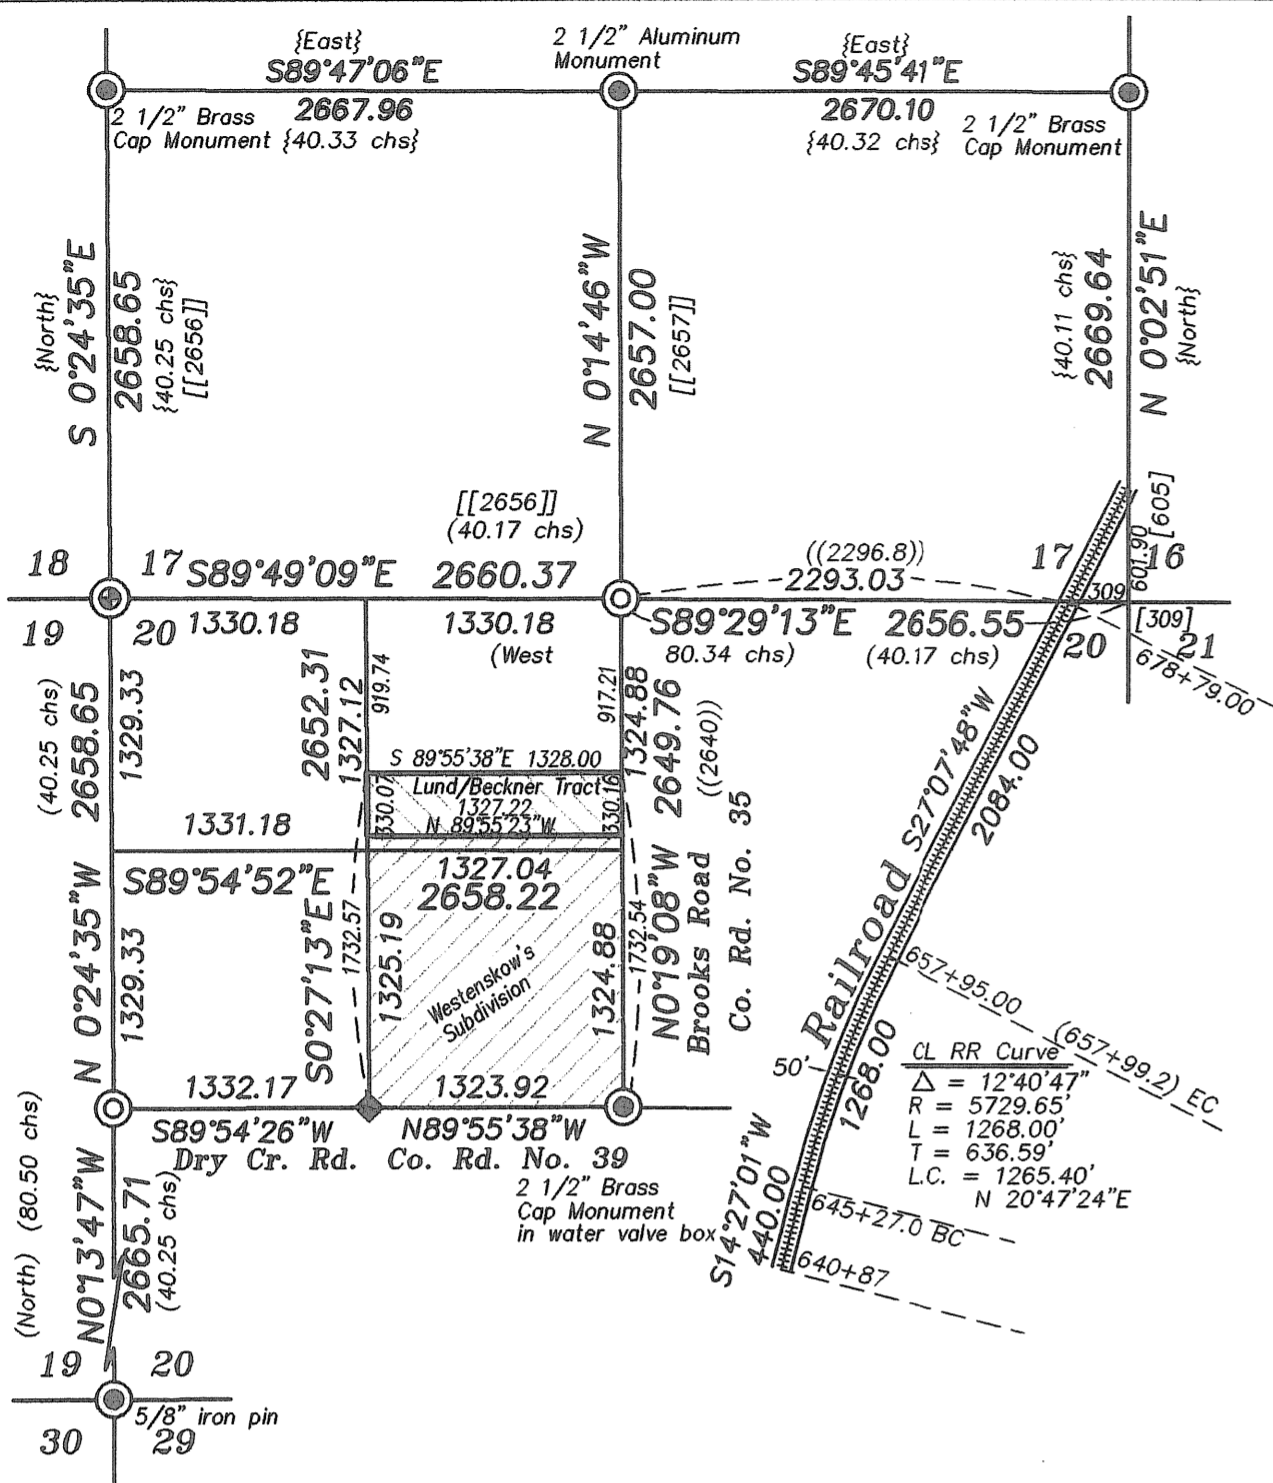 {East}
S89°47'06"E
2667.96
{40.33 chs}
2 1/2" Brass
Cap Monument
2 1/2" Aluminum
Monument
{East}
S89°45'41"E
2670.10
{40.32 chs}
2 1/2" Brass
Cap Monument
{North}
S 0°24'35"E
2658.65
{40.25 chs}
[[2656]]
N 0°14'46"W
2657.00
[[2657]]
{40.11 chs}
2669.64
N 0°02'51"E
{North}
[[2656]]
(40.17 chs)
18
17
S89°49'09"E
2660.37
((2296.8))
2293.03
17
16
309
601.90
[605]
19
20
1330.18
1330.18
(West
S89°29'13"E
2656.55
80.34 chs)
(40.17 chs)
20
21
[309]
678+79.00
(40.25 chs)
2658.65
1329.33
2652.31
1327.12
919.74
917.21
1324.88
2649.76
((2640))
S 89°55'38"E 1328.00
Lund/Beckner Tract
1327.22
N 89°55'23"W
330.07
330.16
1331.18
S89°54'52"E
1327.04
2658.22
N 0°24'35"W
1329.33
S0°27'13"E
1732.57
1325.19
Westenskow's
Subdivision
1324.88
1732.54
N0°19'08"W
Brooks Road
Co. Rd. No. 35
Railroad
S27°07'48"W
2084.00
657+95.00
(657+99.2) EC
50'
1268.00
CL RR Curve
Δ = 12°40'47"
R = 5729.65'
L = 1268.00'
T = 636.59'
L.C. = 1265.40'
N 20°47'24"E
645+27.0 BC
S14°27'01"W
440.00
640+87
1332.17
1323.92
S89°54'26"W
N89°55'38"W
Dry Cr. Rd. Co. Rd. No. 39
2 1/2" Brass
Cap Monument
in water valve box
(North) (80.50 chs)
N0°13'47"W
2665.71
(40.25 chs)
19
20
5/8" iron pin
30
29